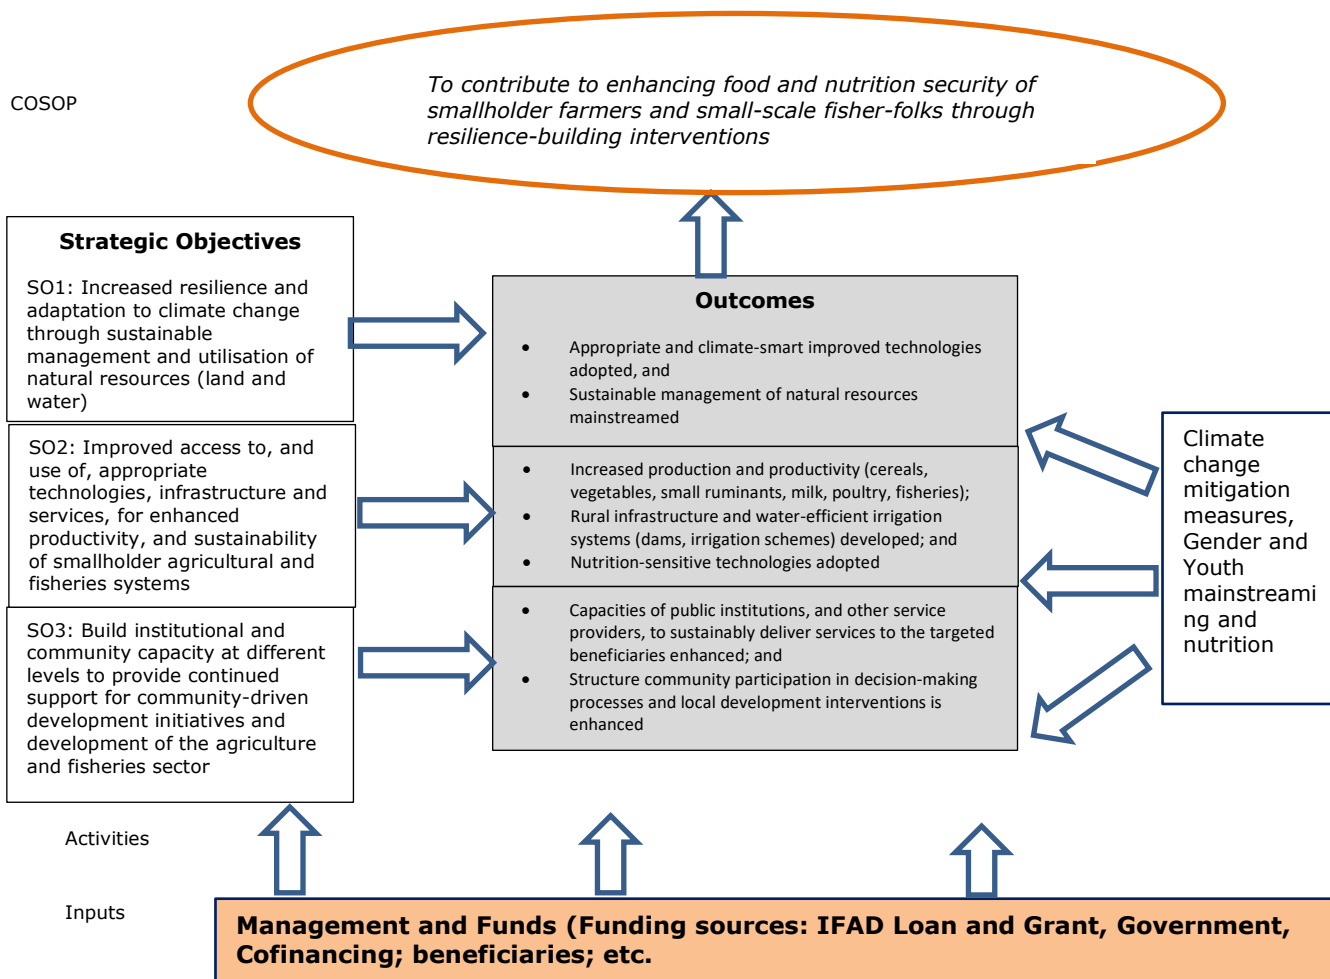 COSOP
To contribute to enhancing food and nutrition security of
smallholder farmers and small-scale fisher-folks through
resilience-building interventions
Strategic Objectives
SO1: Increased resilience and
adaptation to climate change
through sustainable
management and utilisation of
natural resources (land and
water)
SO2: Improved access to, and
use of, appropriate
technologies, infrastructure and
services, for enhanced
productivity, and sustainability
of smallholder agricultural and
fisheries systems
SO3: Build institutional and
community capacity at different
levels to provide continued
support for community-driven
development initiatives and
development of the agriculture
and fisheries sector
Outcomes
• Appropriate and climate-smart improved technologies
adopted, and
• Sustainable management of natural resources
mainstreamed
• Increased production and productivity (cereals,
vegetables, small ruminants, milk, poultry, fisheries);
• Rural infrastructure and water-efficient irrigation
systems (dams, irrigation schemes) developed; and
• Nutrition-sensitive technologies adopted
• Capacities of public institutions, and other service
providers, to sustainably deliver services to the targeted
beneficiaries enhanced; and
• Structure community participation in decision-making
processes and local development interventions is
enhanced
Climate
change
mitigation
measures,
Gender and
Youth
mainstreami
ng and
nutrition
Activities
Inputs
Management and Funds (Funding sources: IFAD Loan and Grant, Government,
Cofinancing; beneficiaries; etc.